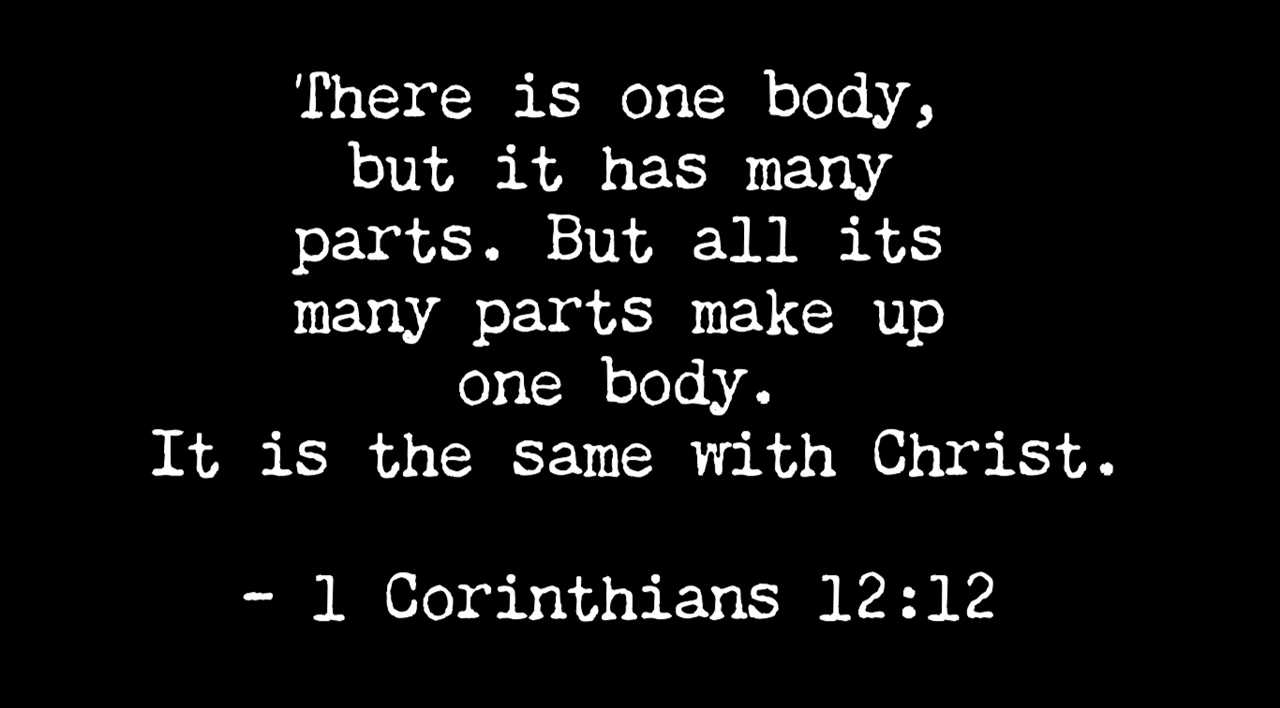 'There is one body,
but it has many
parts. But all its
many parts make up
one body.
It is the same with Christ.
- 1 Corinthians 12:12